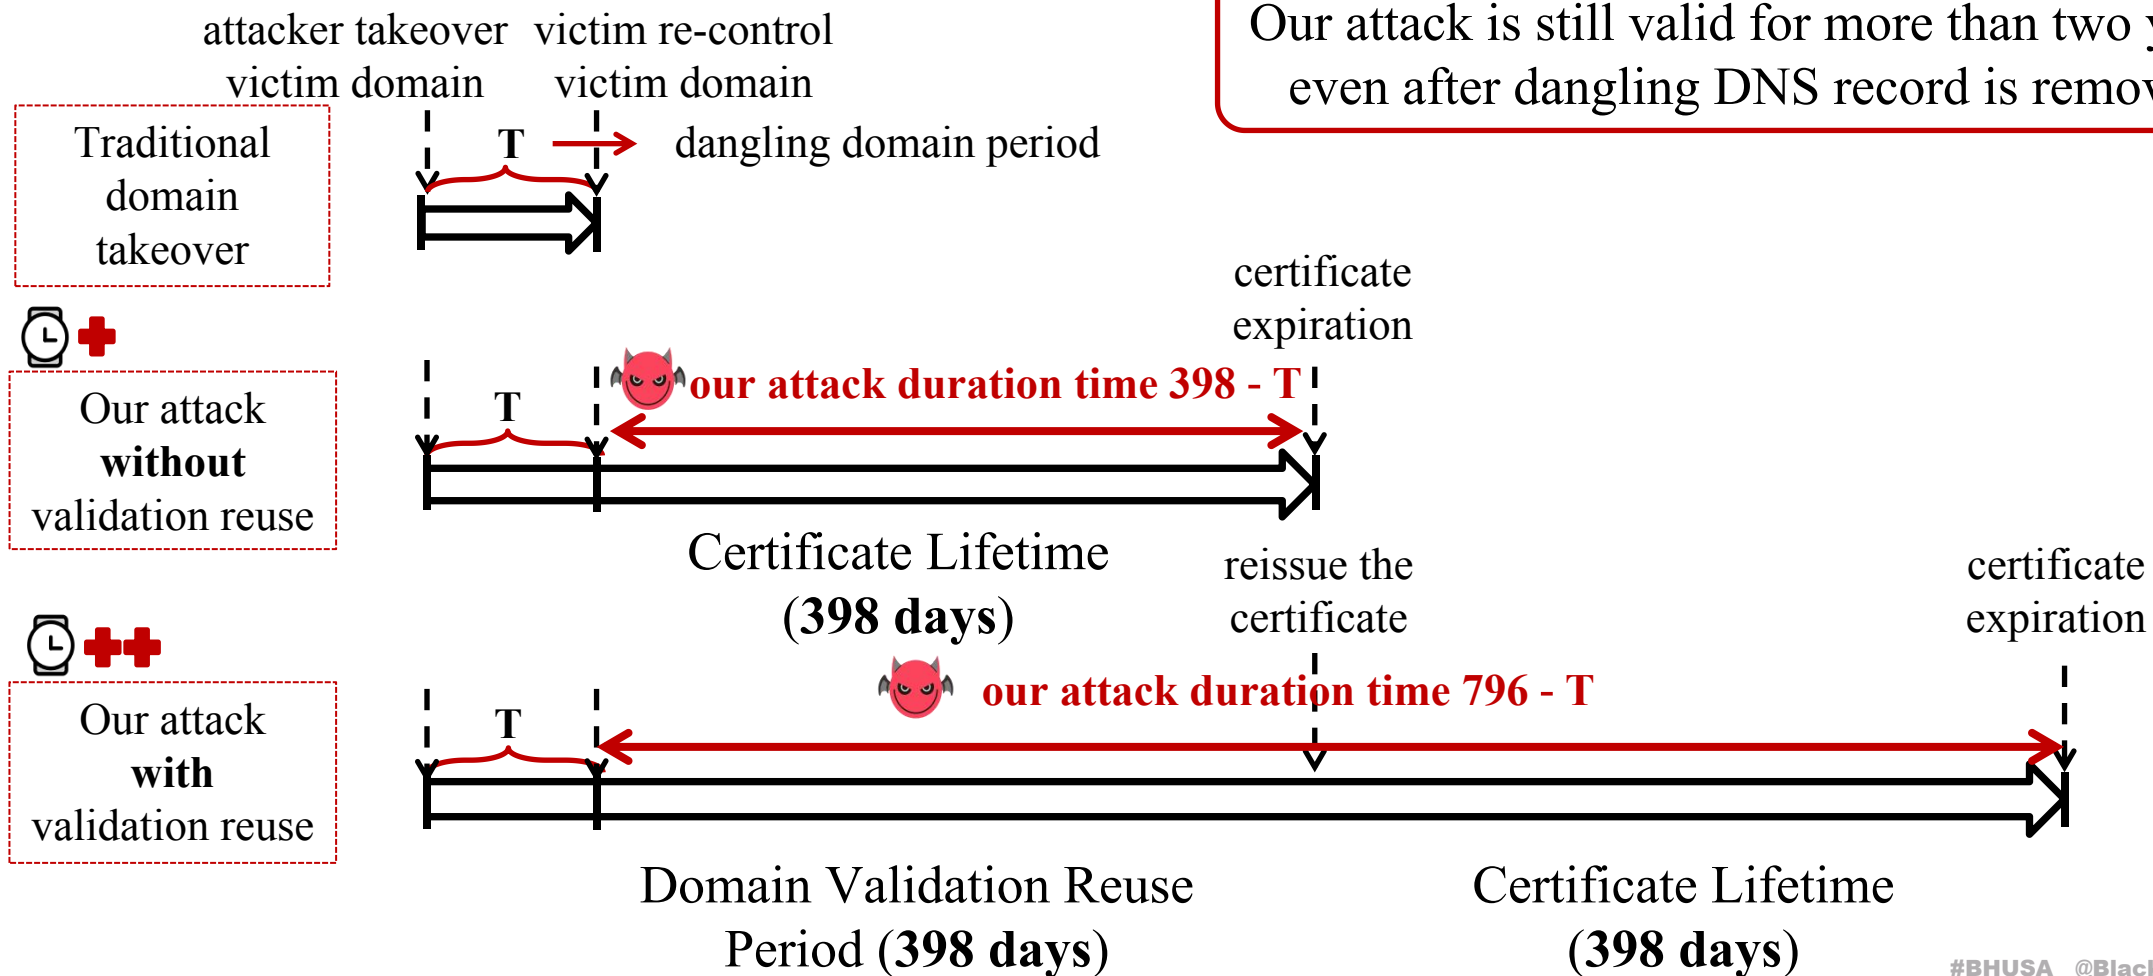 attacker takeover
victim domain
victim re-control
victim domain
Our attack is still valid for more than two
even after dangling DNS record is
Traditional
domain
takeover
T
dangling domain period
certificate
expiration
Our attack
without
validation reuse
T
our attack duration time 398 - T
Certificate Lifetime
(398 days)
reissue the
certificate
certificate
expiration
Our attack
with
validation reuse
T
our attack duration time 796 - T
Domain Validation Reuse
Period (398 days)
Certificate Lifetime
(398 days)
#BHUSA